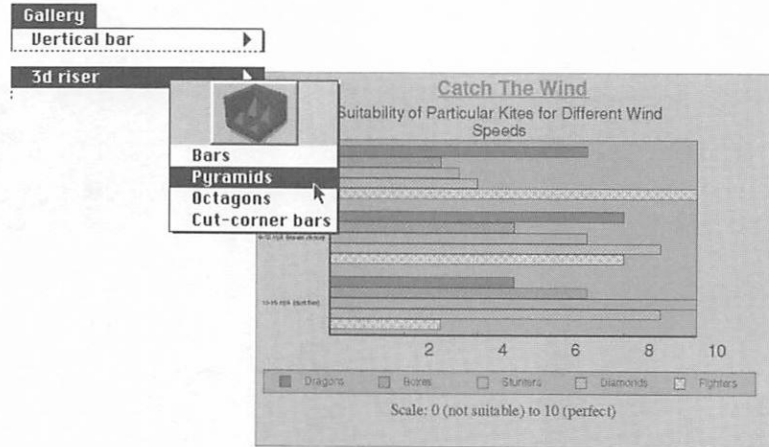 Gallery
Vertical bar
3d riser
Bars
Pyramids
Octagons
Cut-corner bars
Catch The Wind
Suitability of Particular Kites for Different Wind
Speeds
2 4 6 8 10
Dragons Boxes Stunters Diamonds Fighters
Scale: 0 (not suitable) to 10 (perfect)